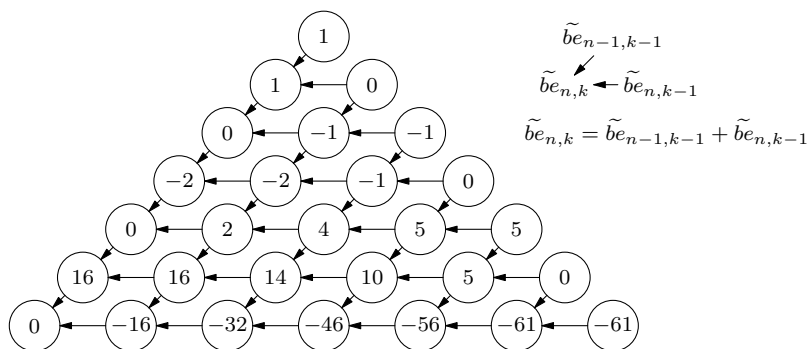 1
1 0
0 −1 −1
−2 −2 −1 0
0 2 4 5 5
16 16 14 10 5 0
0 −16 −32 −46 −56 −61 −61
b̃e_{n−1,k−1}
b̃e_{n,k} b̃e_{n,k−1}
b̃e_{n,k} = b̃e_{n−1,k−1} + b̃e_{n,k−1}